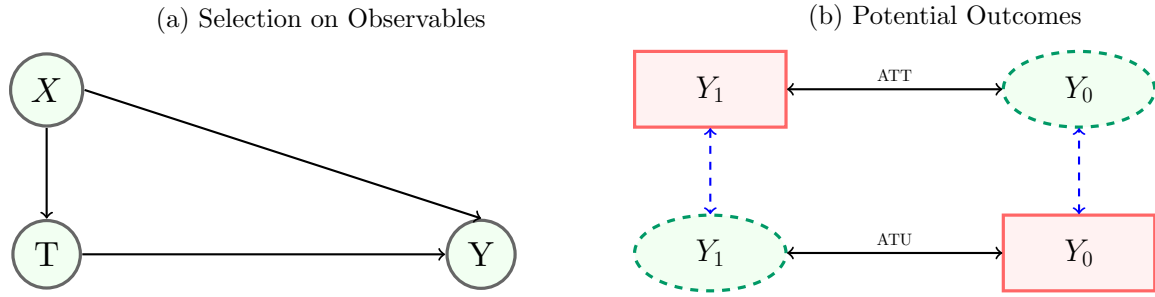 (a) Selection on Observables
X
T
Y
(b) Potential Outcomes
Y₁
ATT
Y₀
Y₁
ATU
Y₀